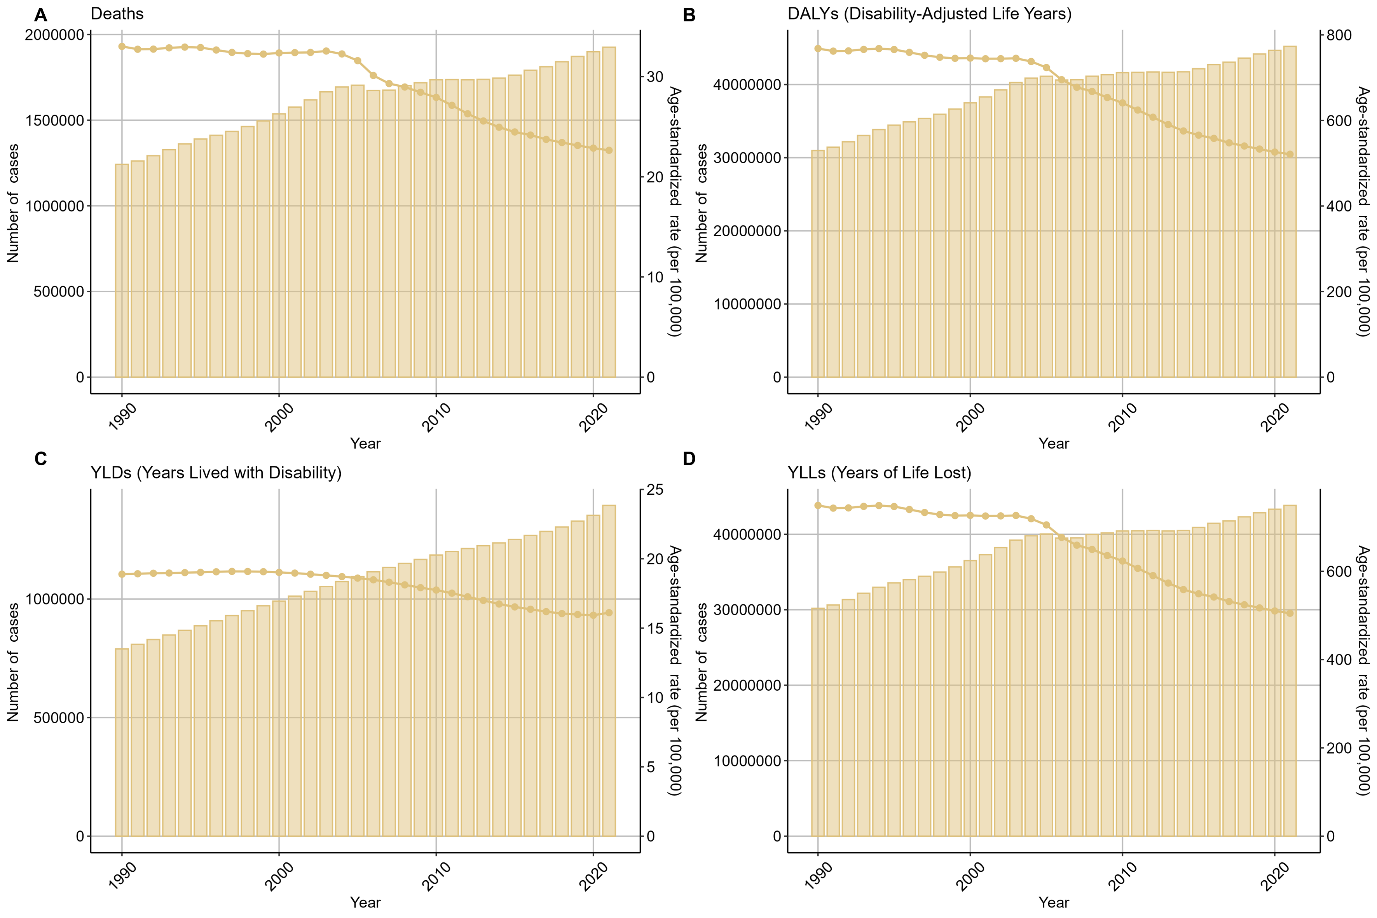 A
Deaths
2000000
1500000
1000000
500000
0
Number of cases
30
20
10
0
Age-standardized rate (per 100,000)
1990
2000
2010
2020
Year
B
DALYs (Disability-Adjusted Life Years)
40000000
30000000
20000000
10000000
0
Number of cases
800
600
400
200
0
Age-standardized rate (per 100,000)
1990
2000
2010
2020
Year
C
YLDs (Years Lived with Disability)
1000000
500000
0
Number of cases
25
20
15
10
5
0
Age-standardized rate (per 100,000)
1990
2000
2010
2020
Year
D
YLLs (Years of Life Lost)
40000000
30000000
20000000
10000000
0
Number of cases
600
400
200
0
Age-standardized rate (per 100,000)
1990
2000
2010
2020
Year